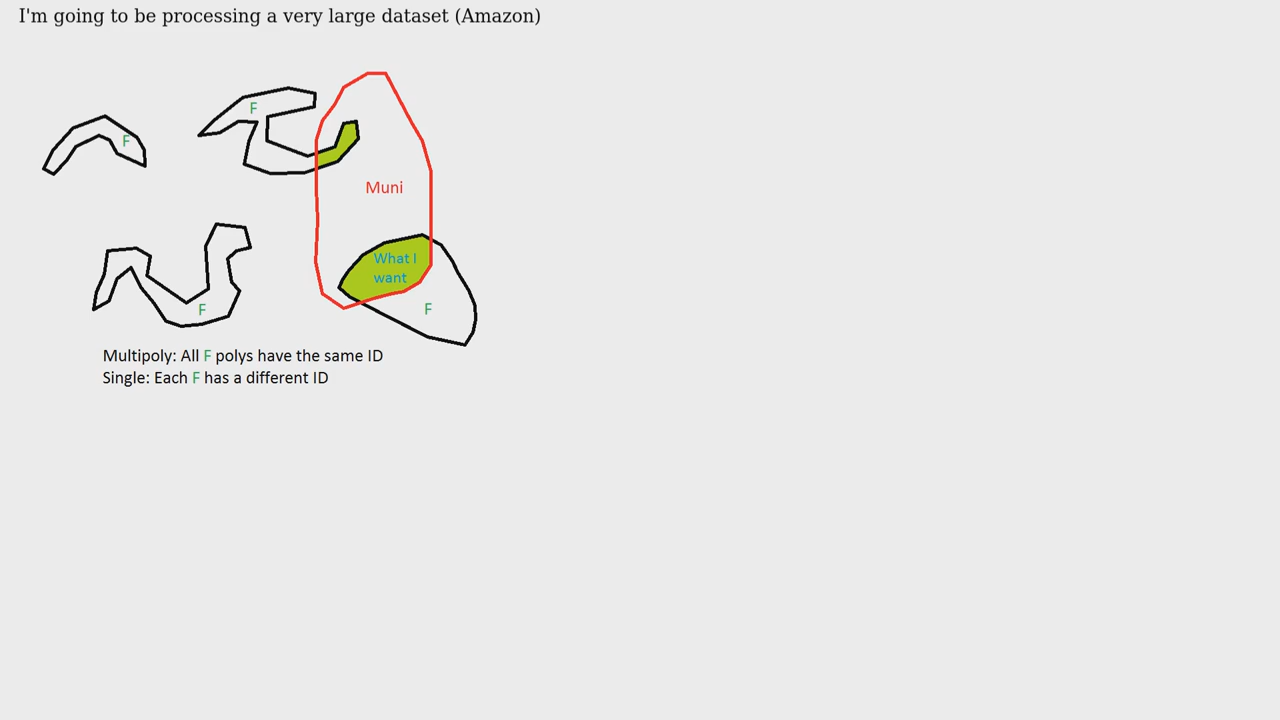 I'm going to be processing a very large dataset (Amazon)
F
F
Muni
F
What I
want
F
Multipoly: All F polys have the same ID
Single: Each F has a different ID